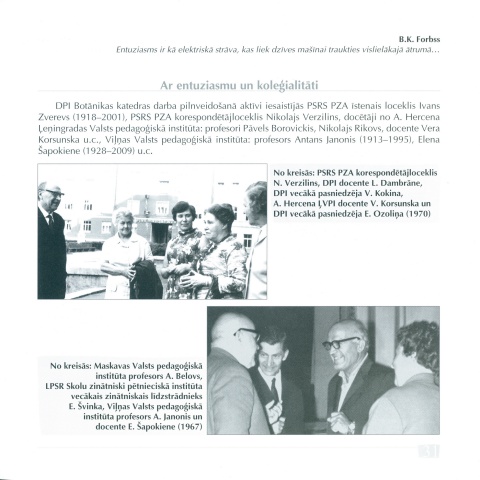 B.K. Forbss
Entuziasms ir kā elektriskā strāva, kas liek dzīves mašīnai traukties vislielākajā ātrumā…
Ar entuziasmu un koleģialitāti
DPI Botānikas katedras darba pilnveidošanā aktīvi iesaistījās PSRS PZA īstenais loceklis Ivans
Zverevs (1918–2001), PSRS PZA korespondētājloceklis Nikolajs Verzilins, docētāji no A. Hercena
Ļeņingradas Valsts pedagoģiskā institūta: profesori Pāvels Borovickis, Nikolajs Rikovs, docente Vera
Korsunska u.c., Viļņas Valsts pedagoģiskā institūta: profesors Antans Janonis (1913–1995), Elena
Šapokiene (1928–2009) u.c.
No kreisās: PSRS PZA korespondētājloceklis
N. Verzilins, DPI docente L. Dambrāne,
DPI vecākā pasniedzēja V. Kokina,
A. Hercena ĻVPI docente V. Korsunska un
DPI vecākā pasniedzēja E. Ozoliņa (1970)
No kreisās: Maskavas Valsts pedagoģiskā
institūta profesors A. Belovs,
LPSR Skolu zinātniski pētnieciskā institūta
vecākais zinātniskais līdzstrādnieks
E. Švinka, Viļņas Valsts pedagoģiskā
institūta profesors A. Janonis un
docente E. Šapokiene (1967)